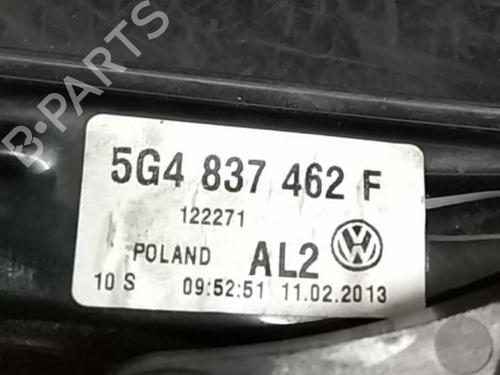 B-PARTS
5G4 837 462 F
122271
POLAND AL2
10 S 09:52:51 11.02.2013